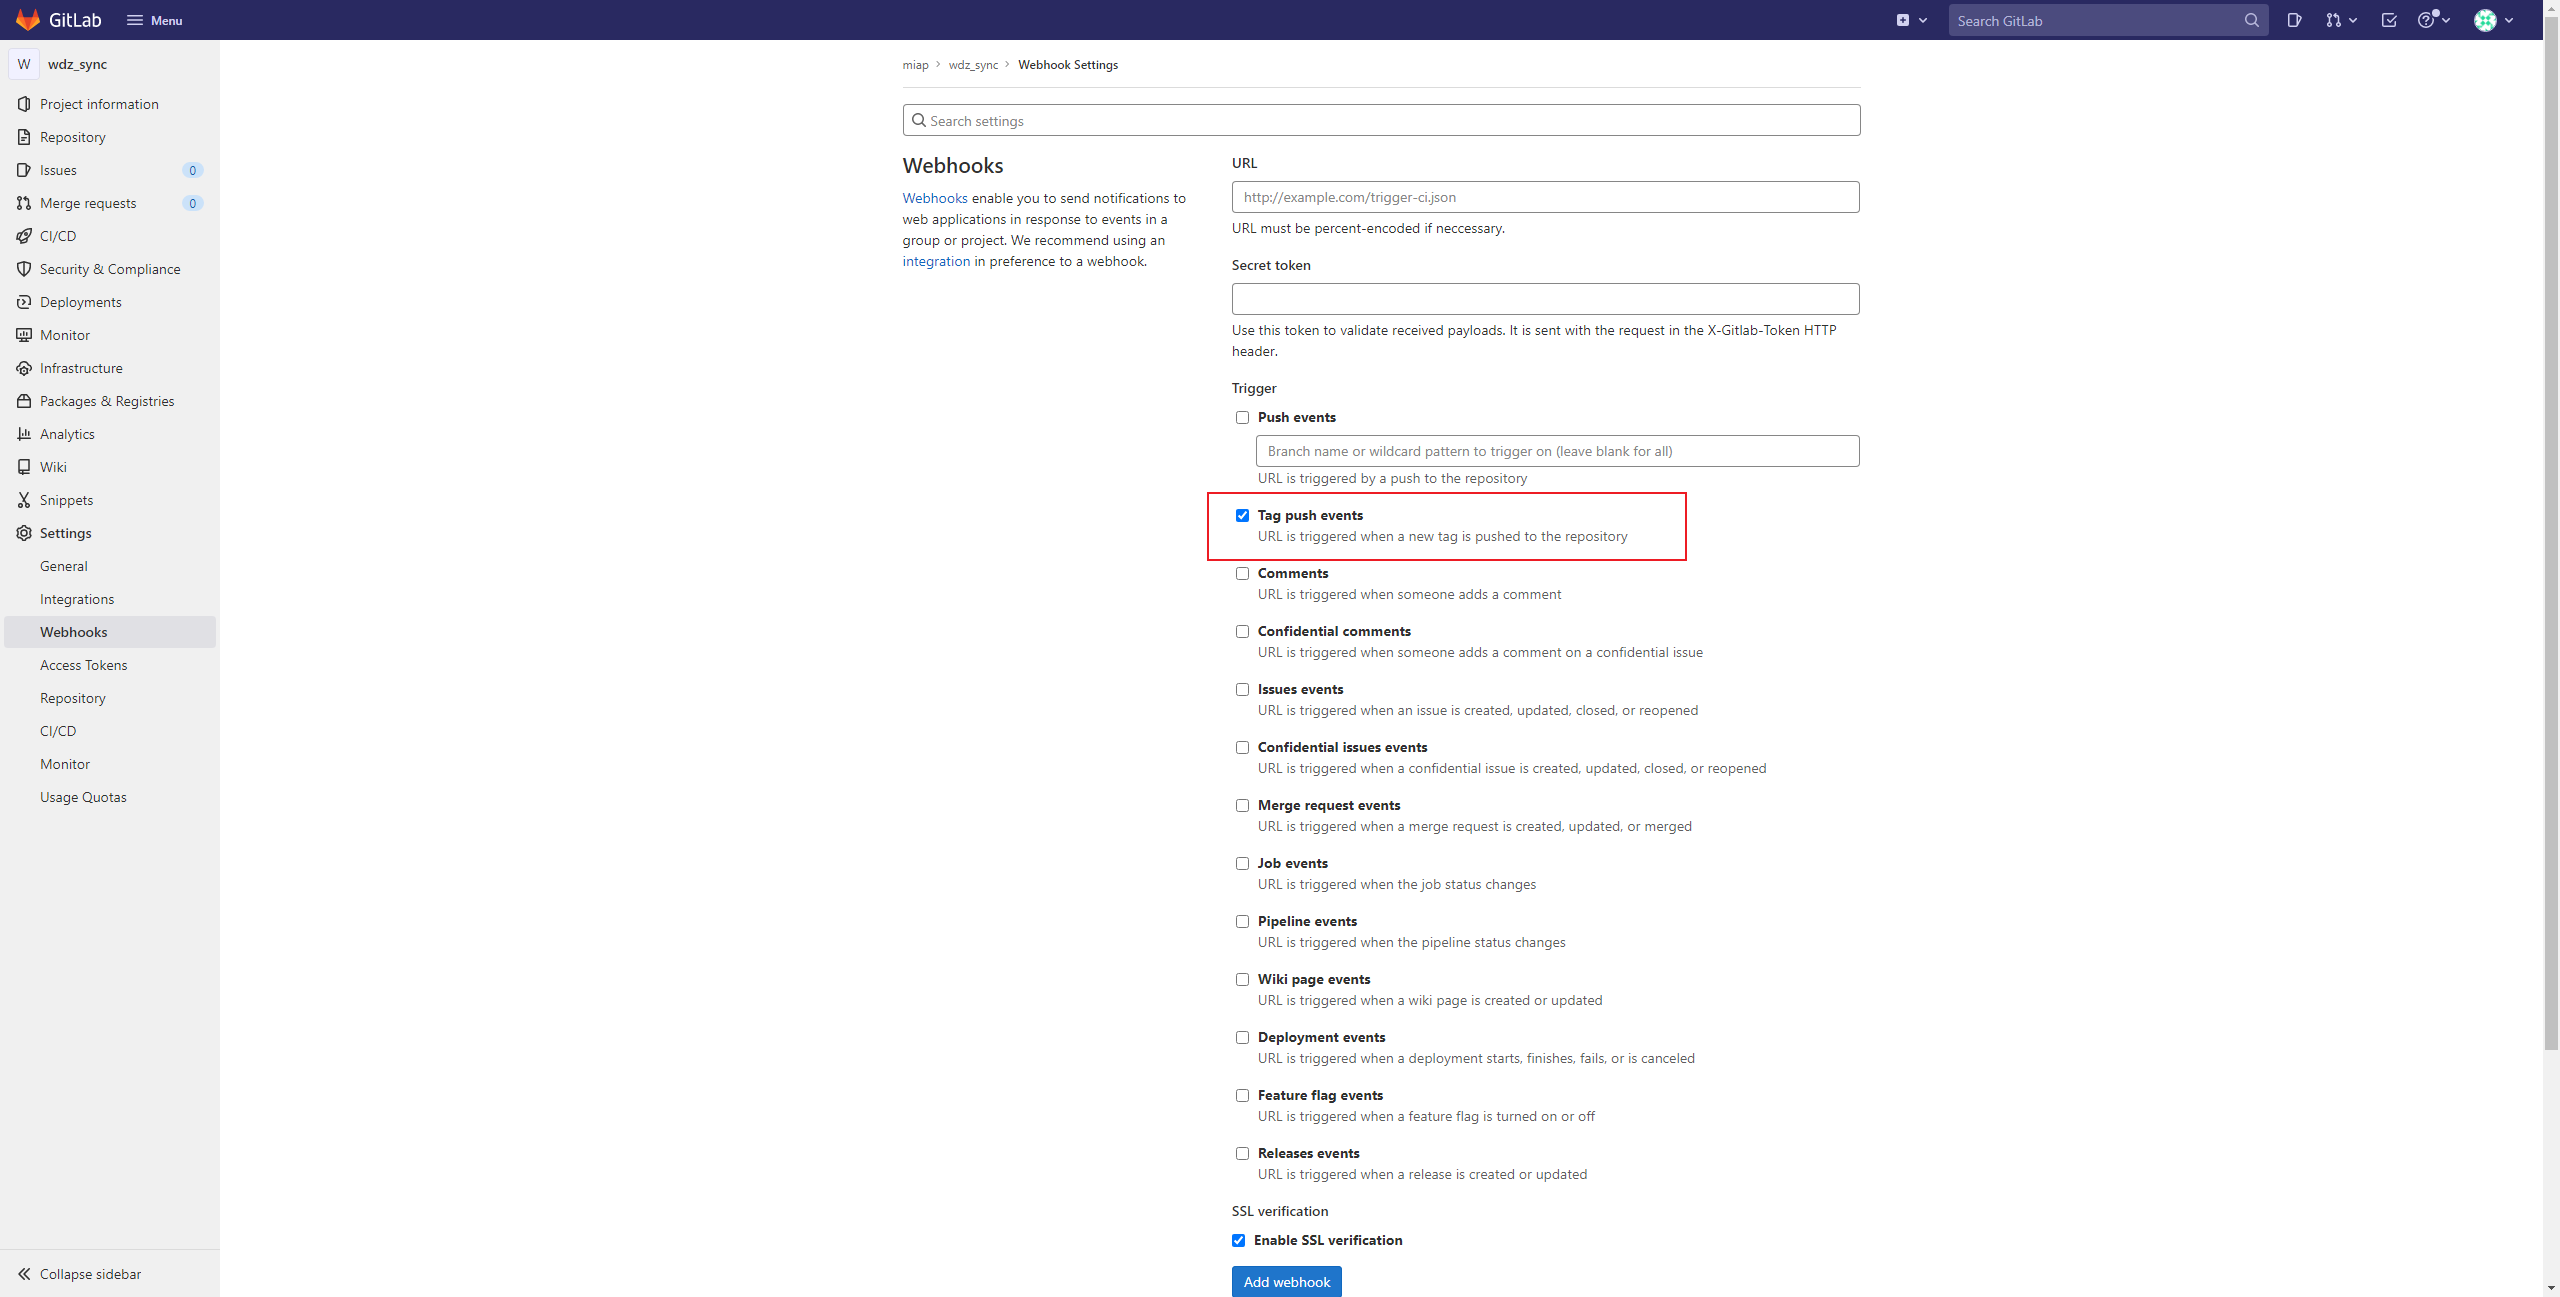 GitLab
Menu
Search GitLab
W
wdz_sync
Project information
Repository
Issues
0
Merge requests
0
CI/CD
Security & Compliance
Deployments
Monitor
Infrastructure
Packages & Registries
Analytics
Wiki
Snippets
Settings
General
Integrations
Webhooks
Access Tokens
Repository
CI/CD
Monitor
Usage Quotas
Collapse sidebar
miap
wdz_sync
Webhook Settings
Search settings
Webhooks
Webhooks enable you to send notifications to
web applications in response to events in a
group or project. We recommend using an
integration in preference to a webhook.
URL
http://example.com/trigger-ci.json
URL must be percent-encoded if neccessary.
Secret token
Use this token to validate received payloads. It is sent with the request in the X-Gitlab-Token HTTP
header.
Trigger
Push events
Branch name or wildcard pattern to trigger on (leave blank for all)
URL is triggered by a push to the repository
Tag push events
URL is triggered when a new tag is pushed to the repository
Comments
URL is triggered when someone adds a comment
Confidential comments
URL is triggered when someone adds a comment on a confidential issue
Issues events
URL is triggered when an issue is created, updated, closed, or reopened
Confidential issues events
URL is triggered when a confidential issue is created, updated, closed, or reopened
Merge request events
URL is triggered when a merge request is created, updated, or merged
Job events
URL is triggered when the job status changes
Pipeline events
URL is triggered when the pipeline status changes
Wiki page events
URL is triggered when a wiki page is created or updated
Deployment events
URL is triggered when a deployment starts, finishes, fails, or is canceled
Feature flag events
URL is triggered when a feature flag is turned on or off
Releases events
URL is triggered when a release is created or updated
SSL verification
Enable SSL verification
Add webhook